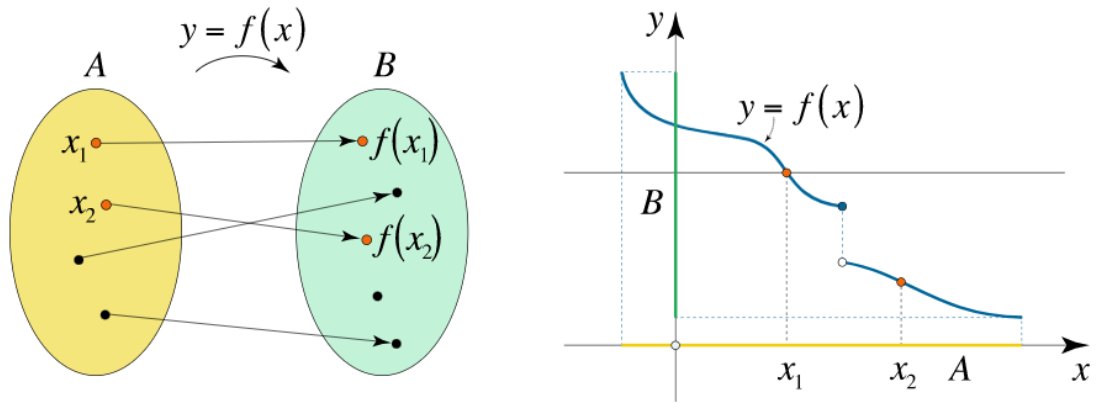 y = f(x)
A
B
x₁
f(x₁)
x₂
f(x₂)
y
y = f(x)
B
x₁
x₂
A
x